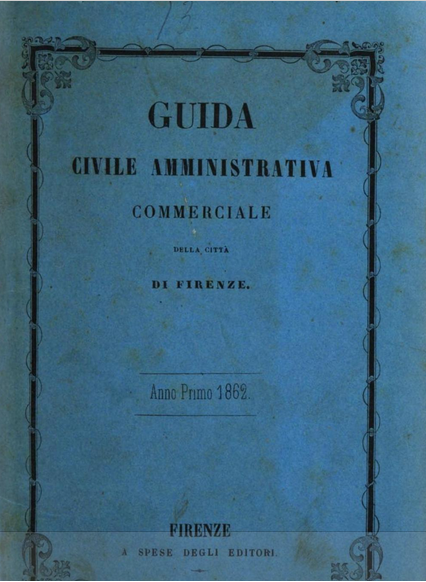 GUIDA
CIVILE AMMINISTRATIVA
COMMERCIALE
DELLA CITTÀ
DI FIRENZE.
Anno Primo 1862.
FIRENZE
A SPESE DEGLI EDITORI.